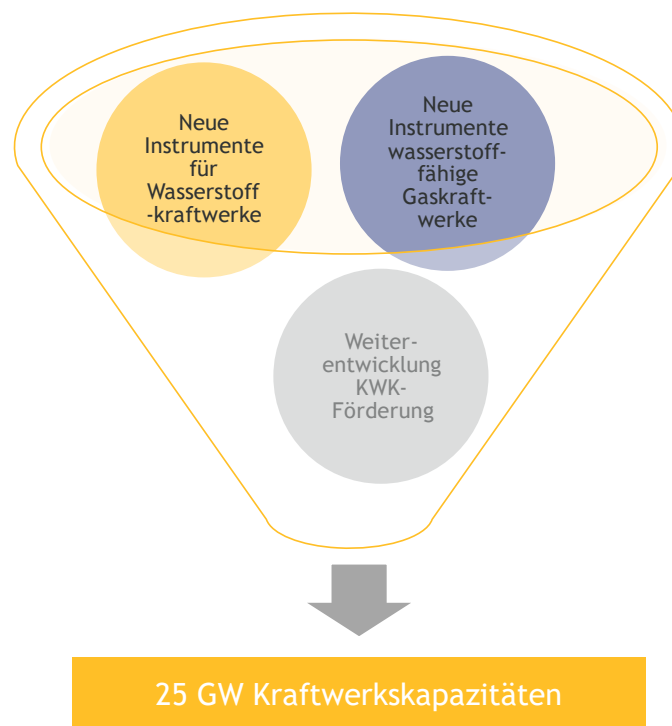 Neue
Instrumente
für
Wasserstoff
-kraftwerke
Neue
Instrumente
wasserstoff-
fähige
Gaskraft-
werke
Weiter-
entwicklung
KWK-
Förderung
25 GW Kraftwerkskapazitäten